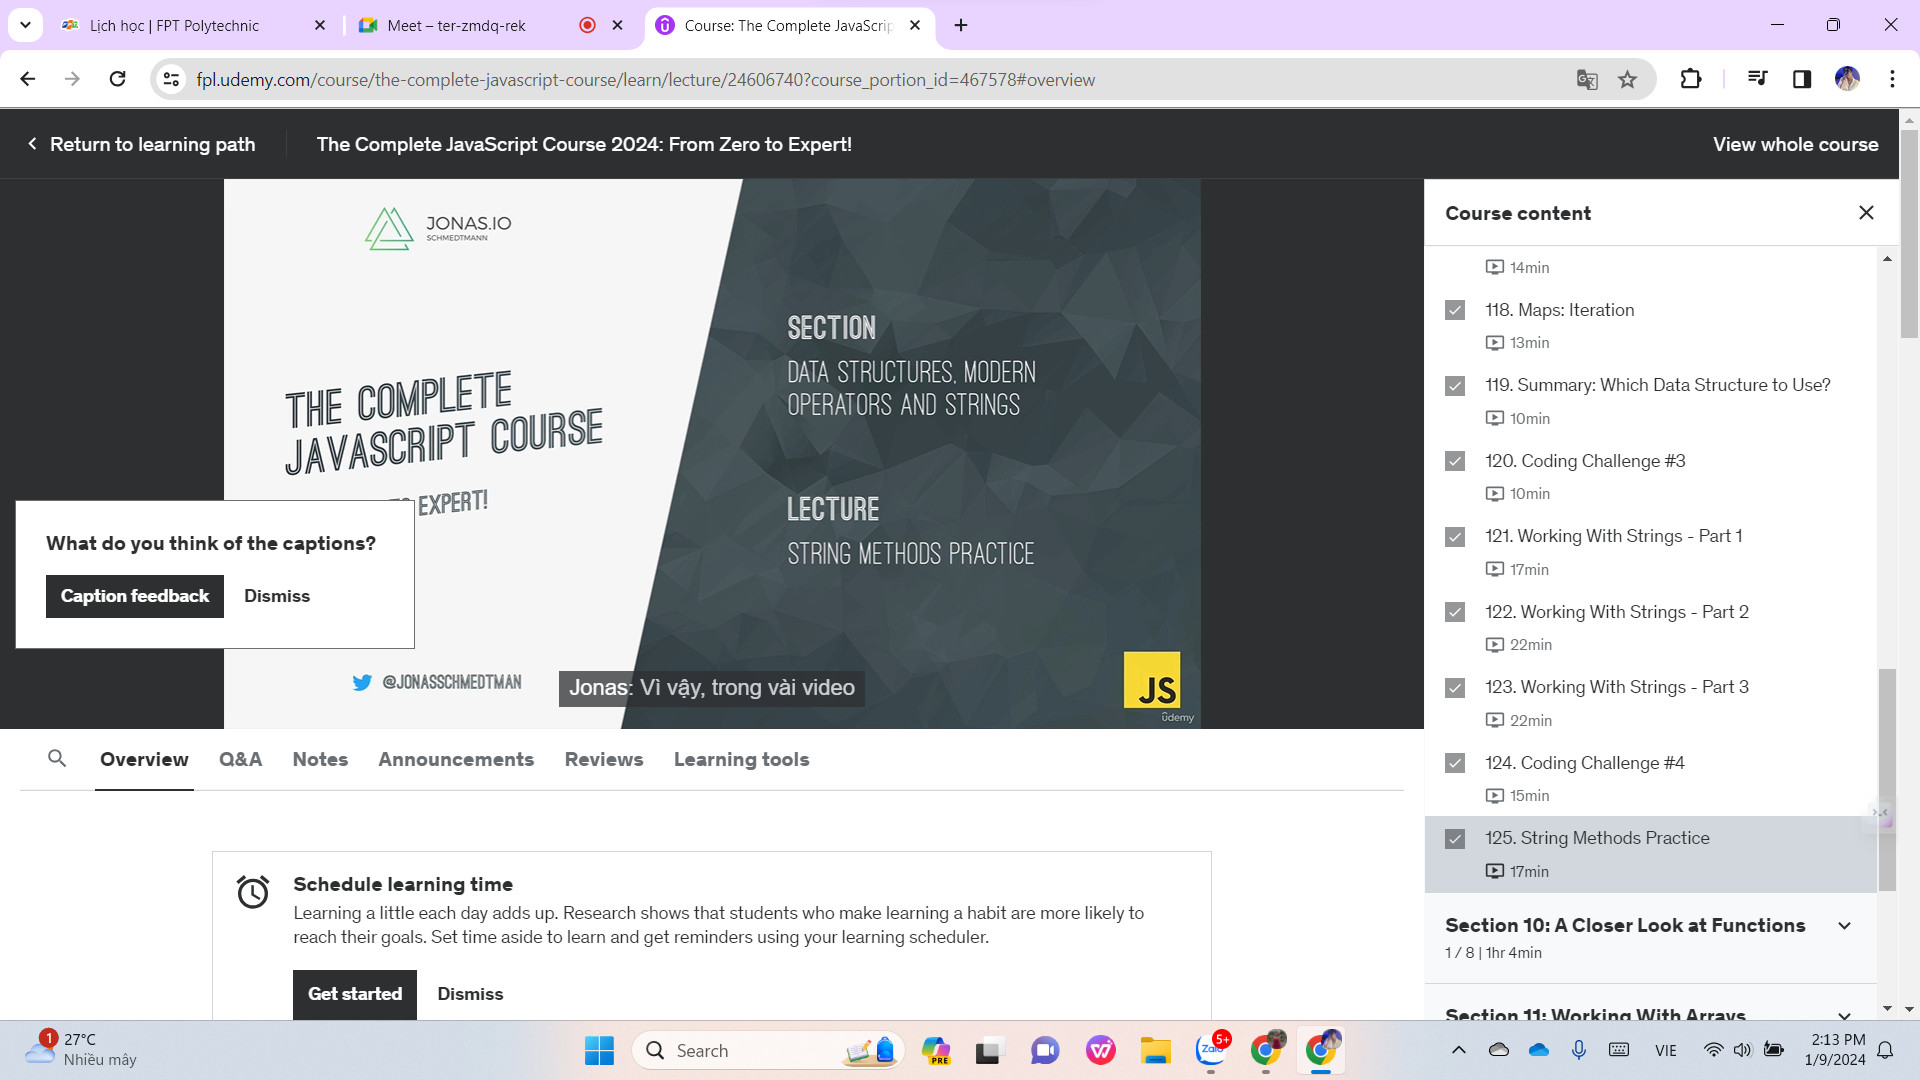 Lịch học | FPT Polytechnic
Meet – ter-zmdq-rek
Course: The Complete JavaScrip
fpl.udemy.com/course/the-complete-javascript-course/learn/lecture/24606740?course_portion_id=467578#overview
Return to learning path
The Complete JavaScript Course 2024: From Zero to Expert!
View whole course
JONAS.IO
SCHMEDTMANN
THE COMPLETE
JAVASCRIPT COURSE
EXPERT!
@JONASSCHMEDTMAN
SECTION
DATA STRUCTURES, MODERN
OPERATORS AND STRINGS
LECTURE
STRING METHODS PRACTICE
JS
udemy
Jonas: Vì vậy, trong vài video
What do you think of the captions?
Caption feedback
Dismiss
Course content
14min
118. Maps: Iteration
13min
119. Summary: Which Data Structure to Use?
10min
120. Coding Challenge #3
10min
121. Working With Strings - Part 1
17min
122. Working With Strings - Part 2
22min
123. Working With Strings - Part 3
22min
124. Coding Challenge #4
15min
125. String Methods Practice
17min
Section 10: A Closer Look at Functions
1 / 8 | 1hr 4min
Section 11: Working With Arrays
Overview
Q&A
Notes
Announcements
Reviews
Learning tools
Schedule learning time
Learning a little each day adds up. Research shows that students who make learning a habit are more likely to
reach their goals. Set time aside to learn and get reminders using your learning scheduler.
Get started
Dismiss
1
27°C
Nhiều mây
Search
PRE
Zalo
5+
VIE
2:13 PM
1/9/2024